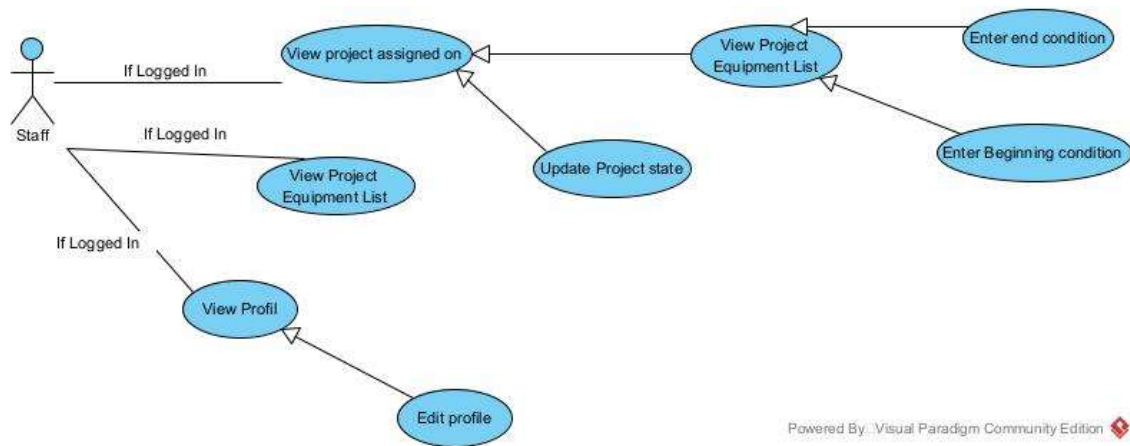 Enter end condition
View project assigned on
View Project
Equipment List
If Logged In
Staff
If Logged In
Enter Beginning condition
Update Project state
View Project
Equipment List
If Logged In
View Profil
Edit profile
Powered By Visual Paradigm Community Edition